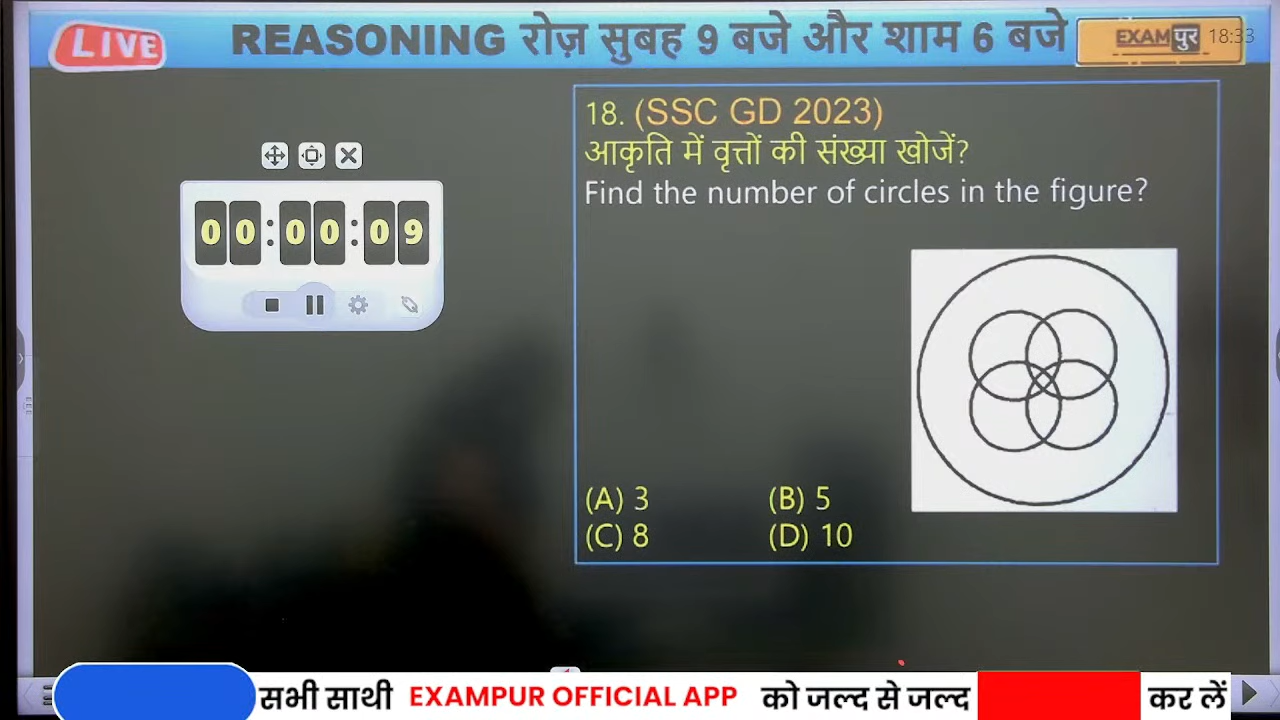 LIVE
REASONING रोज़ सुबह 9 बजे और शाम 6 बजे
EXAMपुर
18:33
18. (SSC GD 2023)
आकृति में वृत्तों की संख्या खोजें?
Find the number of circles in the figure?
00:00:09
(A) 3 (B) 5
(C) 8 (D) 10
सभी साथी EXAMPUR OFFICIAL APP को जल्द से जल्द कर लें